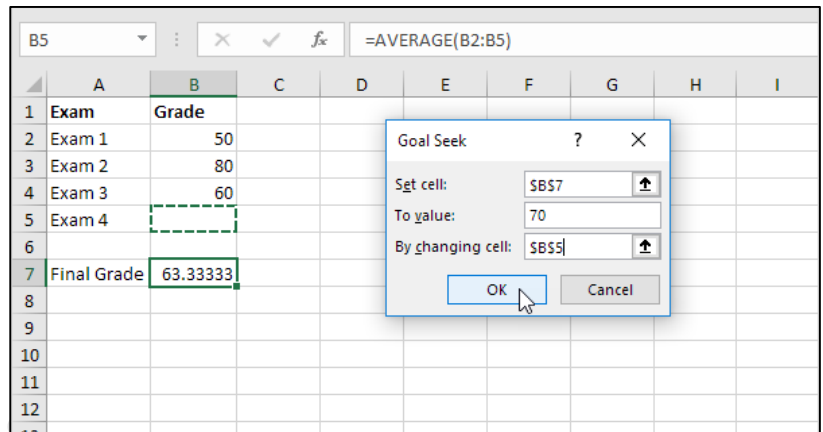 B5 fx =AVERAGE(B2:B5)
A B C D E F G H I
1 Exam Grade
2 Exam 1 50
3 Exam 2 80
4 Exam 3 60
5 Exam 4
6
7 Final Grade 63.33333
8
9
10
11
12
Goal Seek ?
Set cell: $B$7
To value: 70
By changing cell: $B$5
OK Cancel